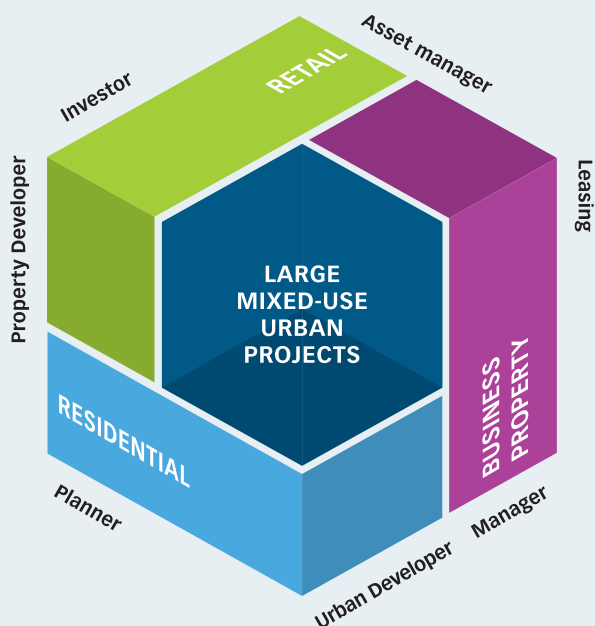 Asset manager
RETAIL
Investor
Property Developer
Leasing
LARGE
MIXED-USE
URBAN
PROJECTS
BUSINESS
PROPERTY
RESIDENTIAL
Planner
Manager
Urban Developer